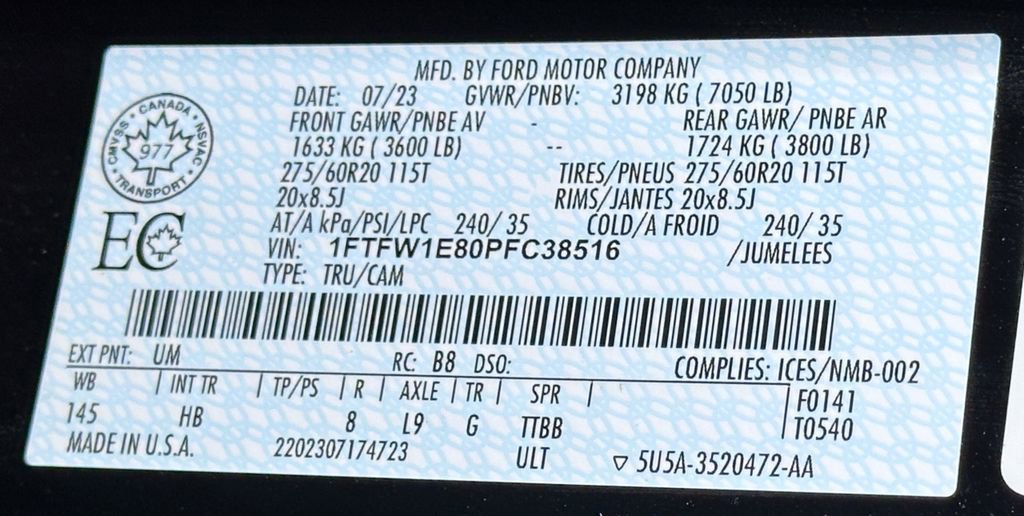 MFD. BY FORD MOTOR COMPANY
DATE: 07/23 GVWR/PNBV: 3198 KG ( 7050 LB)
FRONT GAWR/PNBE AV - REAR GAWR/ PNBE AR
1633 KG ( 3600 LB) -- 1724 KG ( 3800 LB)
275/60R20 115T TIRES/PNEUS 275/60R20 115T
20x8.5J RIMS/JANTES 20x8.5J
AT/A kPa/PSI/LPC 240/ 35 COLD/A FROID 240/ 35
VIN: 1FTFW1E80PFC38516 /JUMELEES
TYPE: TRU/CAM
CANADA
CMVSS • NSVAC
977
TRANSPORT
EC
EXT PNT: UM RC: B8 DSO: COMPLIES: ICES/NMB-002
WB | INT TR | TP/PS | R | AXLE | TR | SPR | F0141
145 HB 8 L9 G TTBB T0540
MADE IN U.S.A. 2202307174723 ULT ▽ 5U5A-3520472-AA